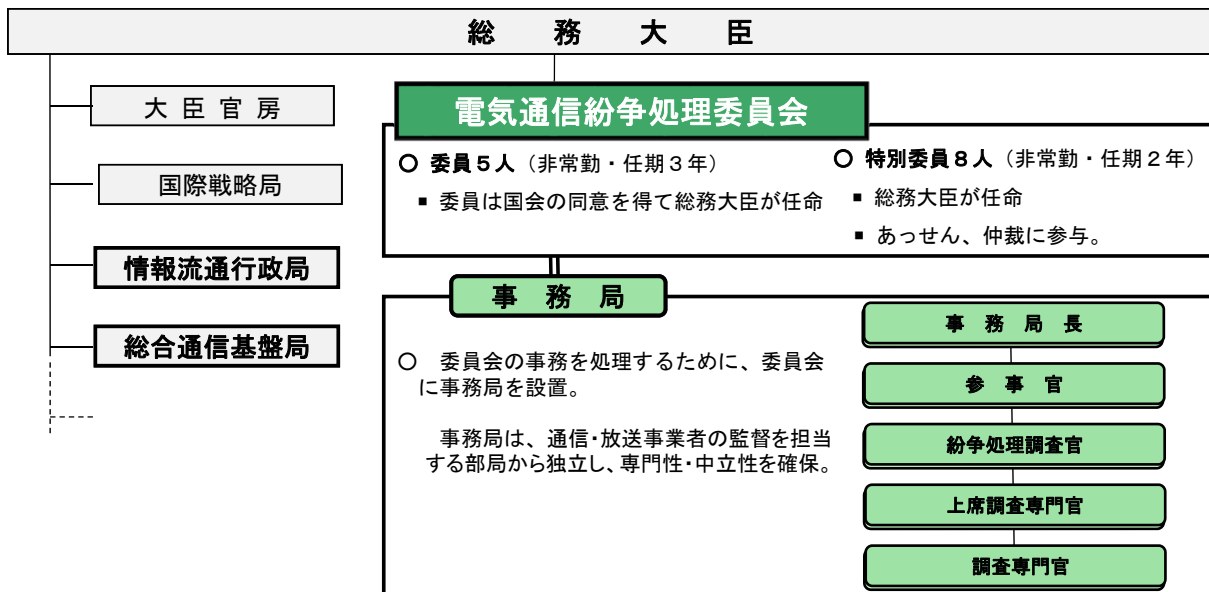 総務大臣
大臣官房
国際戦略局
情報流通行政局
総合通信基盤局
電気通信紛争処理委員会
○ 委員５人（非常勤・任期３年）
▪ 委員は国会の同意を得て総務大臣が任命
○ 特別委員８人（非常勤・任期２年）
▪ 総務大臣が任命
▪ あっせん、仲裁に参与。
事務局
○ 委員会の事務を処理するために、委員会
に事務局を設置。
事務局は、通信・放送事業者の監督を担当
する部局から独立し、専門性・中立性を確保。
事務局長
参事官
紛争処理調査官
上席調査専門官
調査専門官